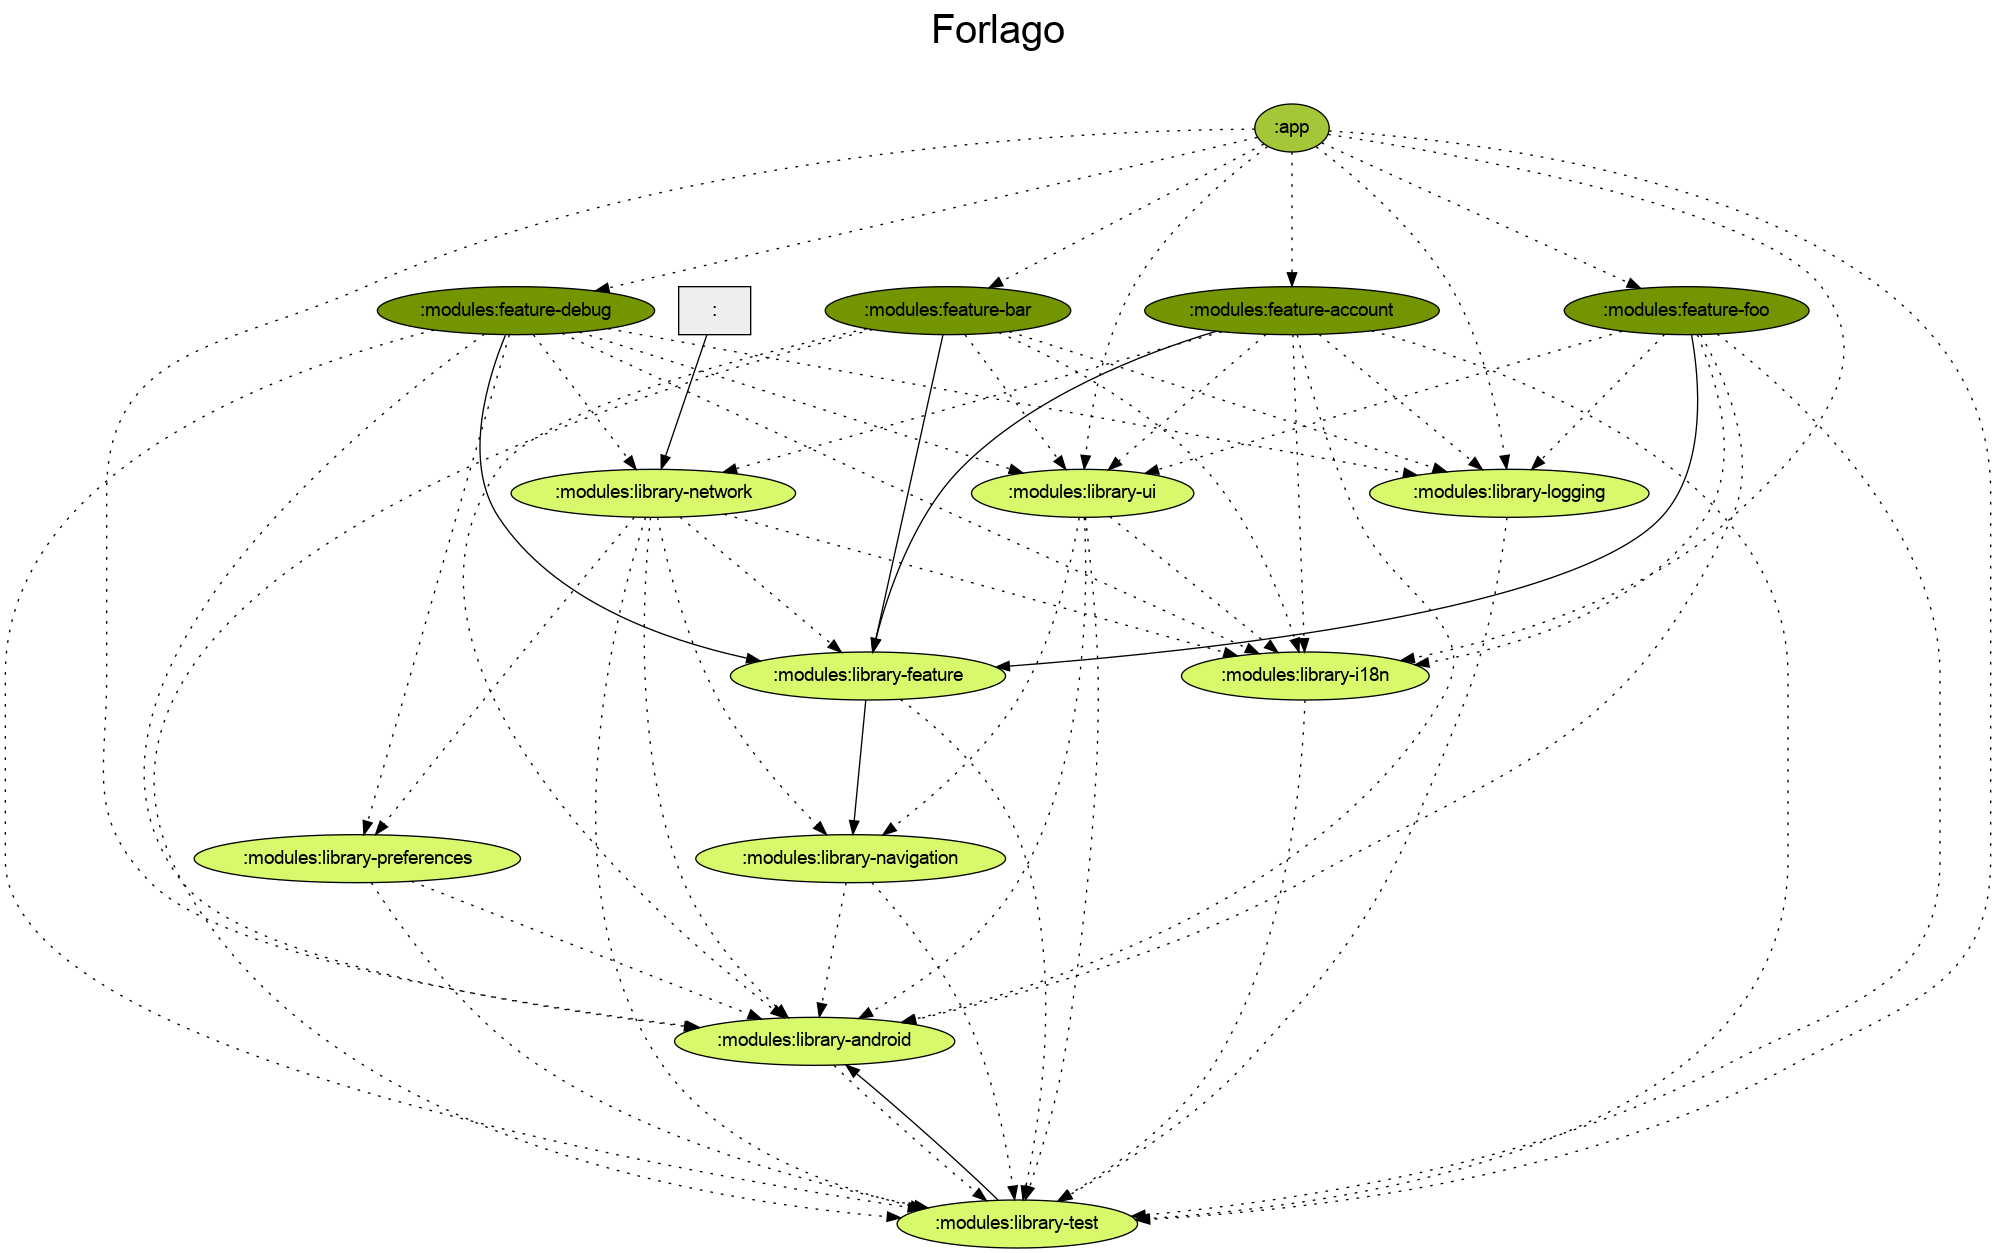 Forlago
:app
:modules:feature-debug
:
:modules:feature-bar
:modules:feature-account
:modules:feature-foo
:modules:library-network
:modules:library-ui
:modules:library-logging
:modules:library-feature
:modules:library-i18n
:modules:library-preferences
:modules:library-navigation
:modules:library-android
:modules:library-test